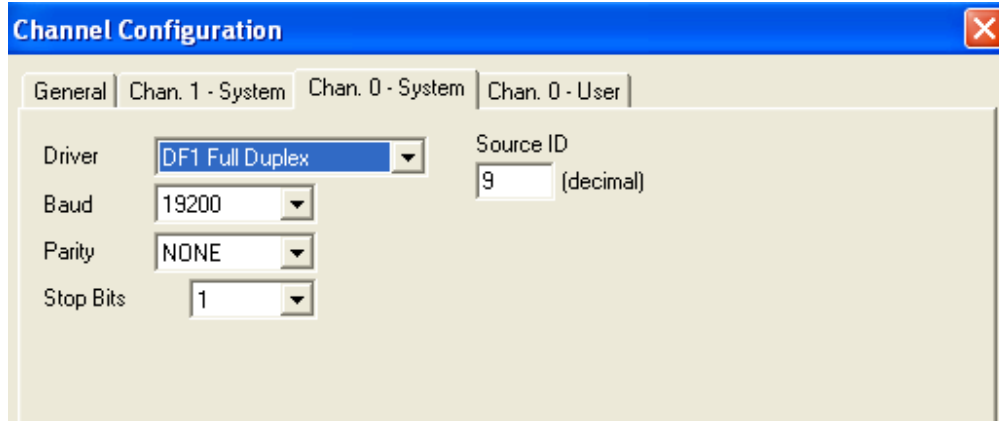 Channel Configuration
General Chan. 1 - System Chan. 0 - System Chan. 0 - User
Driver DF1 Full Duplex Source ID
Baud 19200 9 (decimal)
Parity NONE
Stop Bits 1